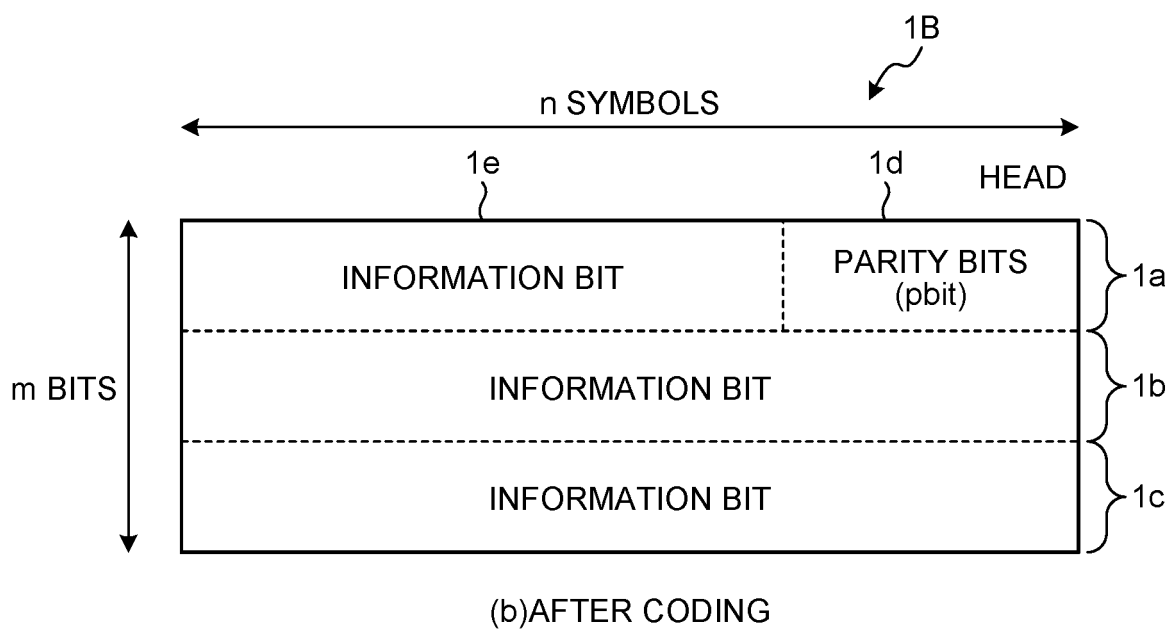 1B
n SYMBOLS
1e
1d
HEAD
INFORMATION BIT
PARITY BITS
(pbit)
1a
m BITS
INFORMATION BIT
1b
INFORMATION BIT
1c
(b)AFTER CODING